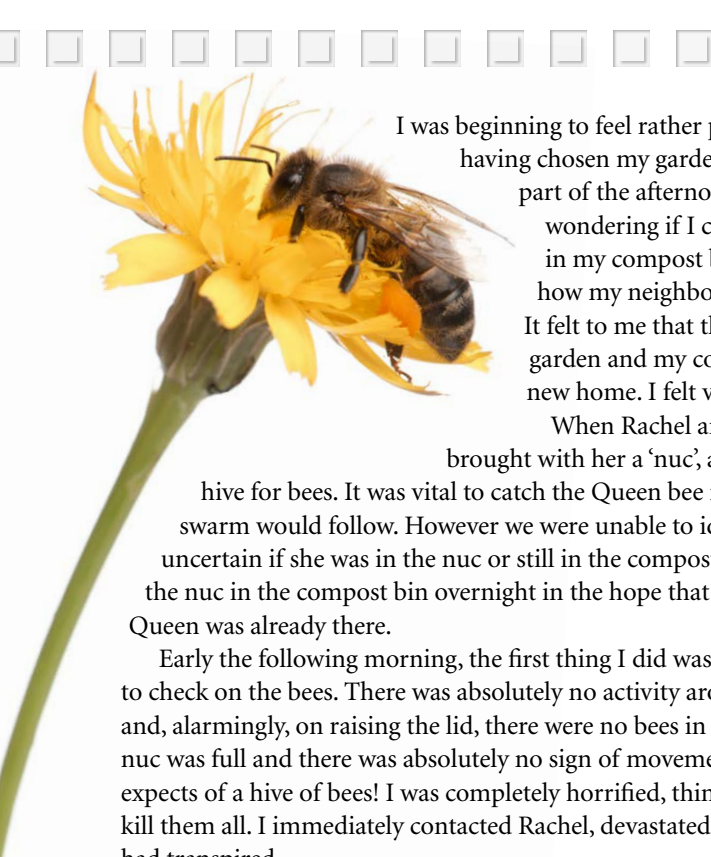 I was beginning to feel rather
having chosen my garde
part of the afterno
wondering if I c
in my compost
how my neighbo
It felt to me that
garden and my co
new home. I felt
When Rachel
brought with her a ‘nuc’,
hive for bees. It was vital to catch the Queen bee
swarm would follow. However we were unable to
uncertain if she was in the nuc or still in the compos
the nuc in the compost bin overnight in the hope that
Queen was already there.
Early the following morning, the first thing I did was
to check on the bees. There was absolutely no activity
and, alarmingly, on raising the lid, there were no bees in
nuc was full and there was absolutely no sign of moveme
expects of a hive of bees! I was completely horrified, thin
kill them all. I immediately contacted Rachel, devastated
had transpired